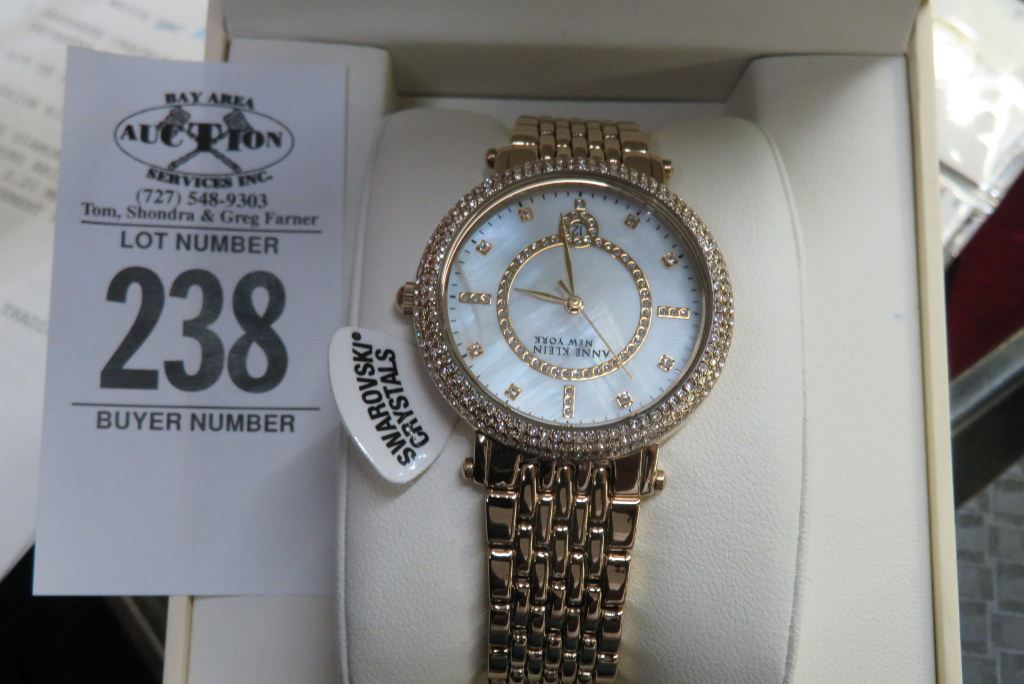 BAY AREA
AUCTION
SERVICES INC.
(727) 548-9303
Tom, Shondra & Greg Farner
LOT NUMBER
238
BUYER NUMBER
SWAROVSKI
CRYSTALS
12
ANNE KLEIN
NEW YORK